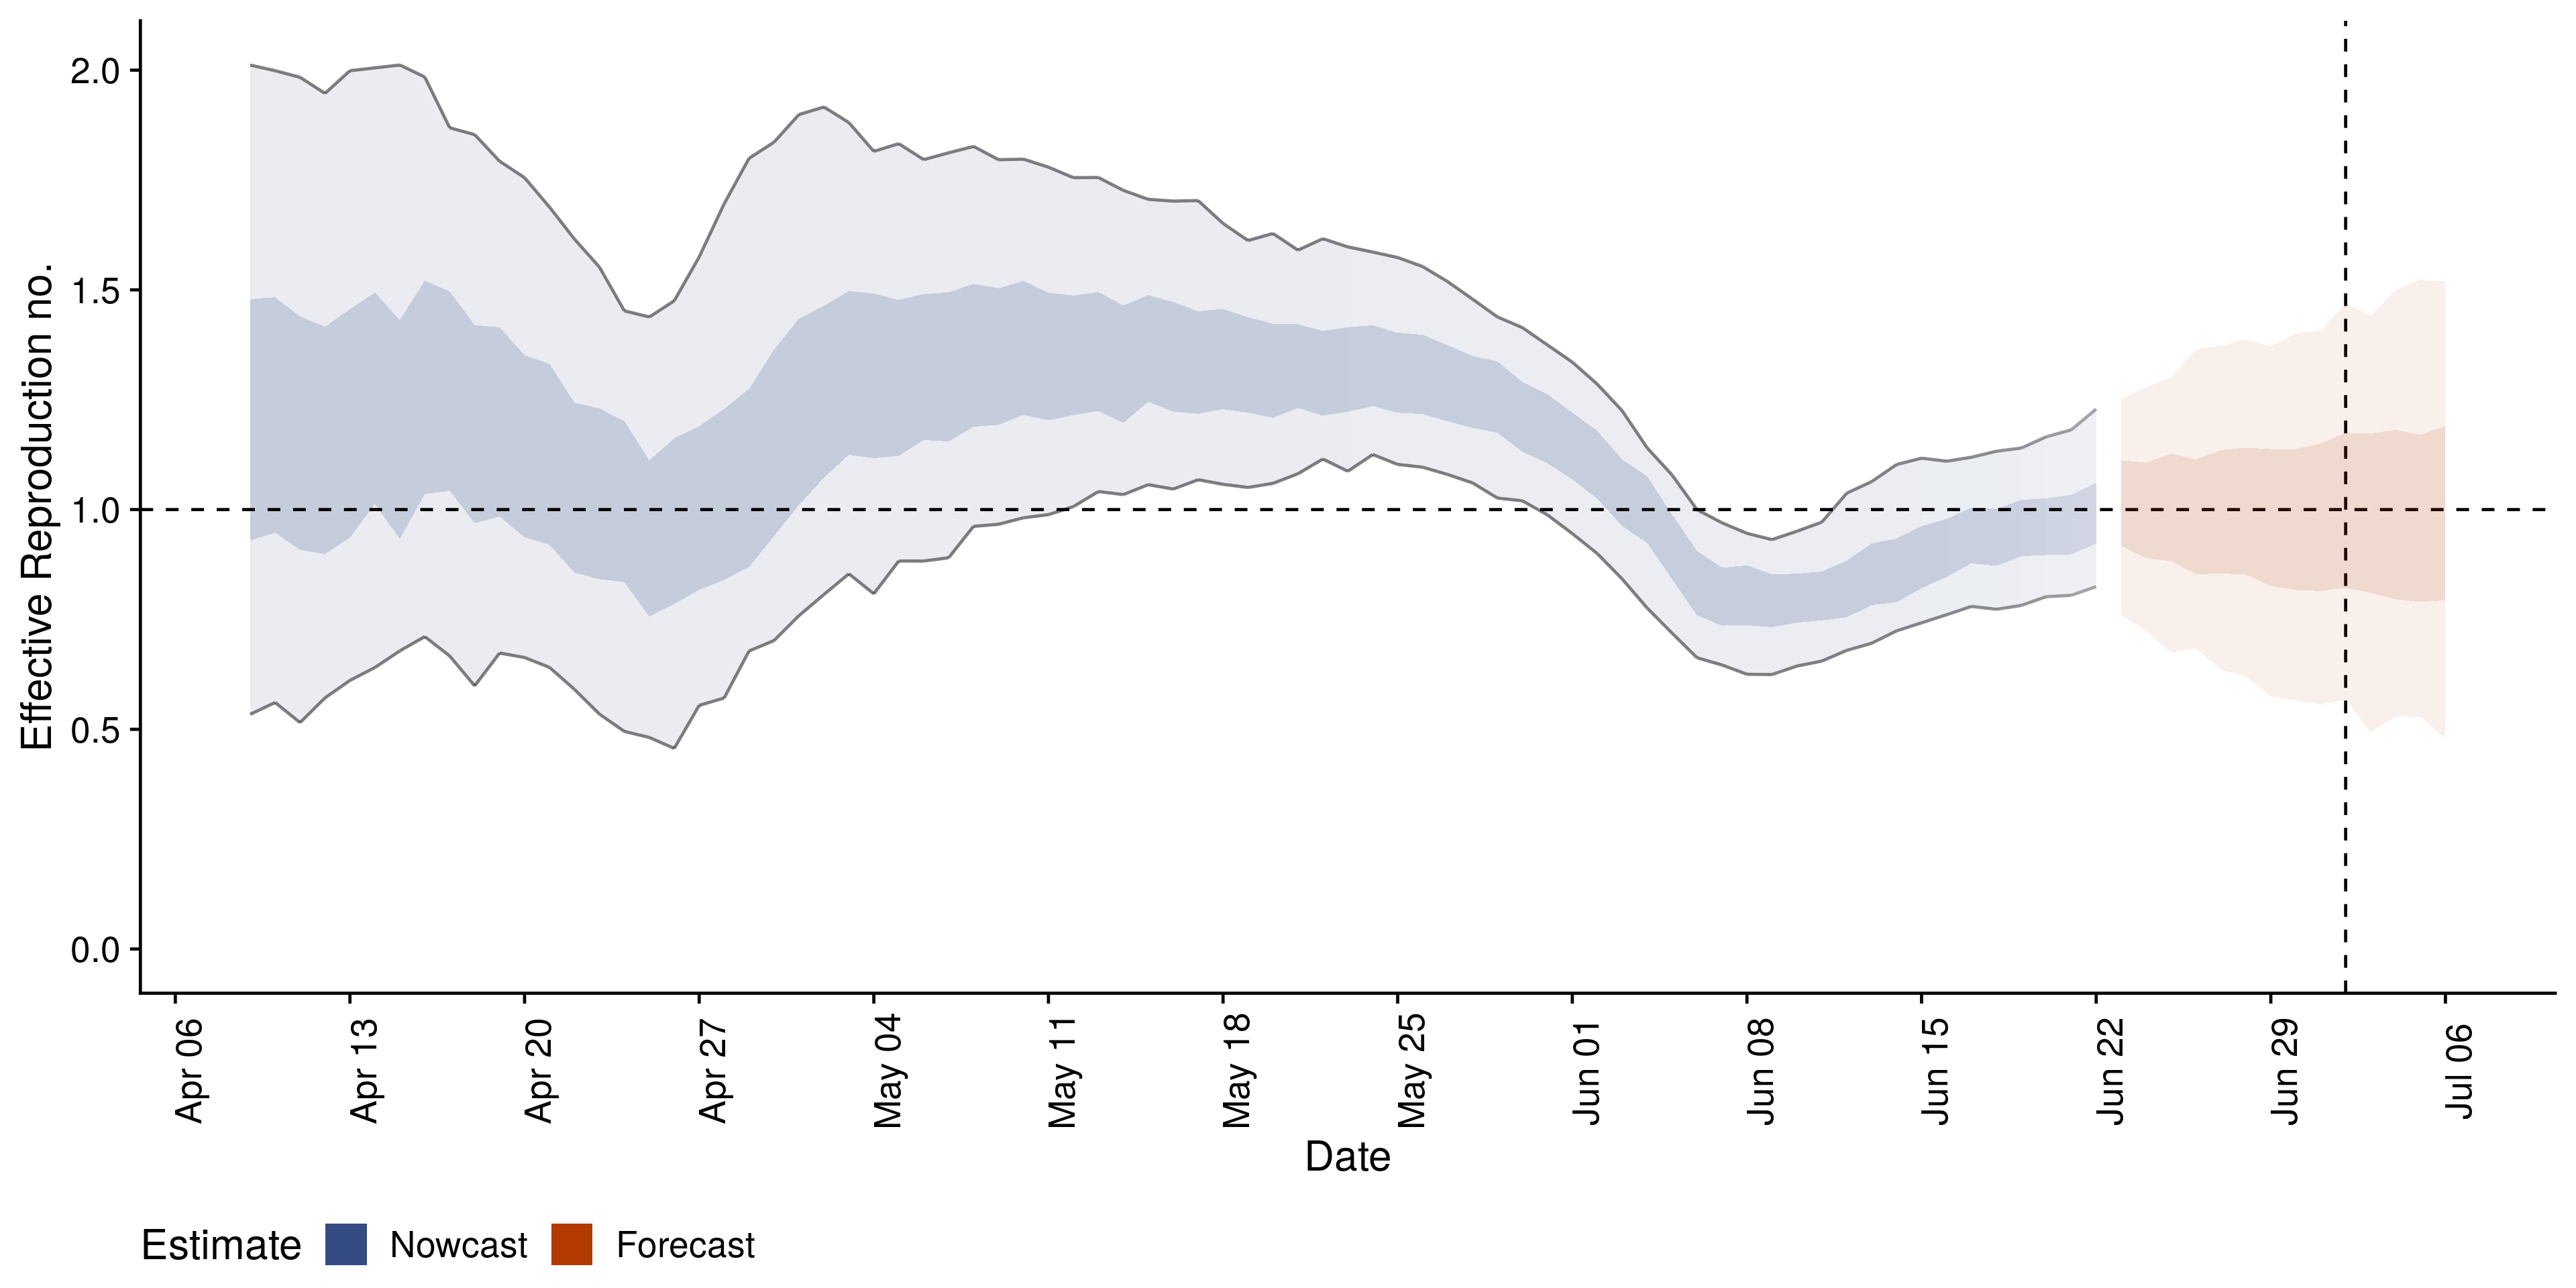 Effective Reproduction no.
2.0
1.5
1.0
0.5
0.0
Apr 06
Apr 13
Apr 20
Apr 27
May 04
May 11
May 18
May 25
Jun 01
Jun 08
Jun 15
Jun 22
Jun 29
Jul 06
Date
Estimate Nowcast Forecast